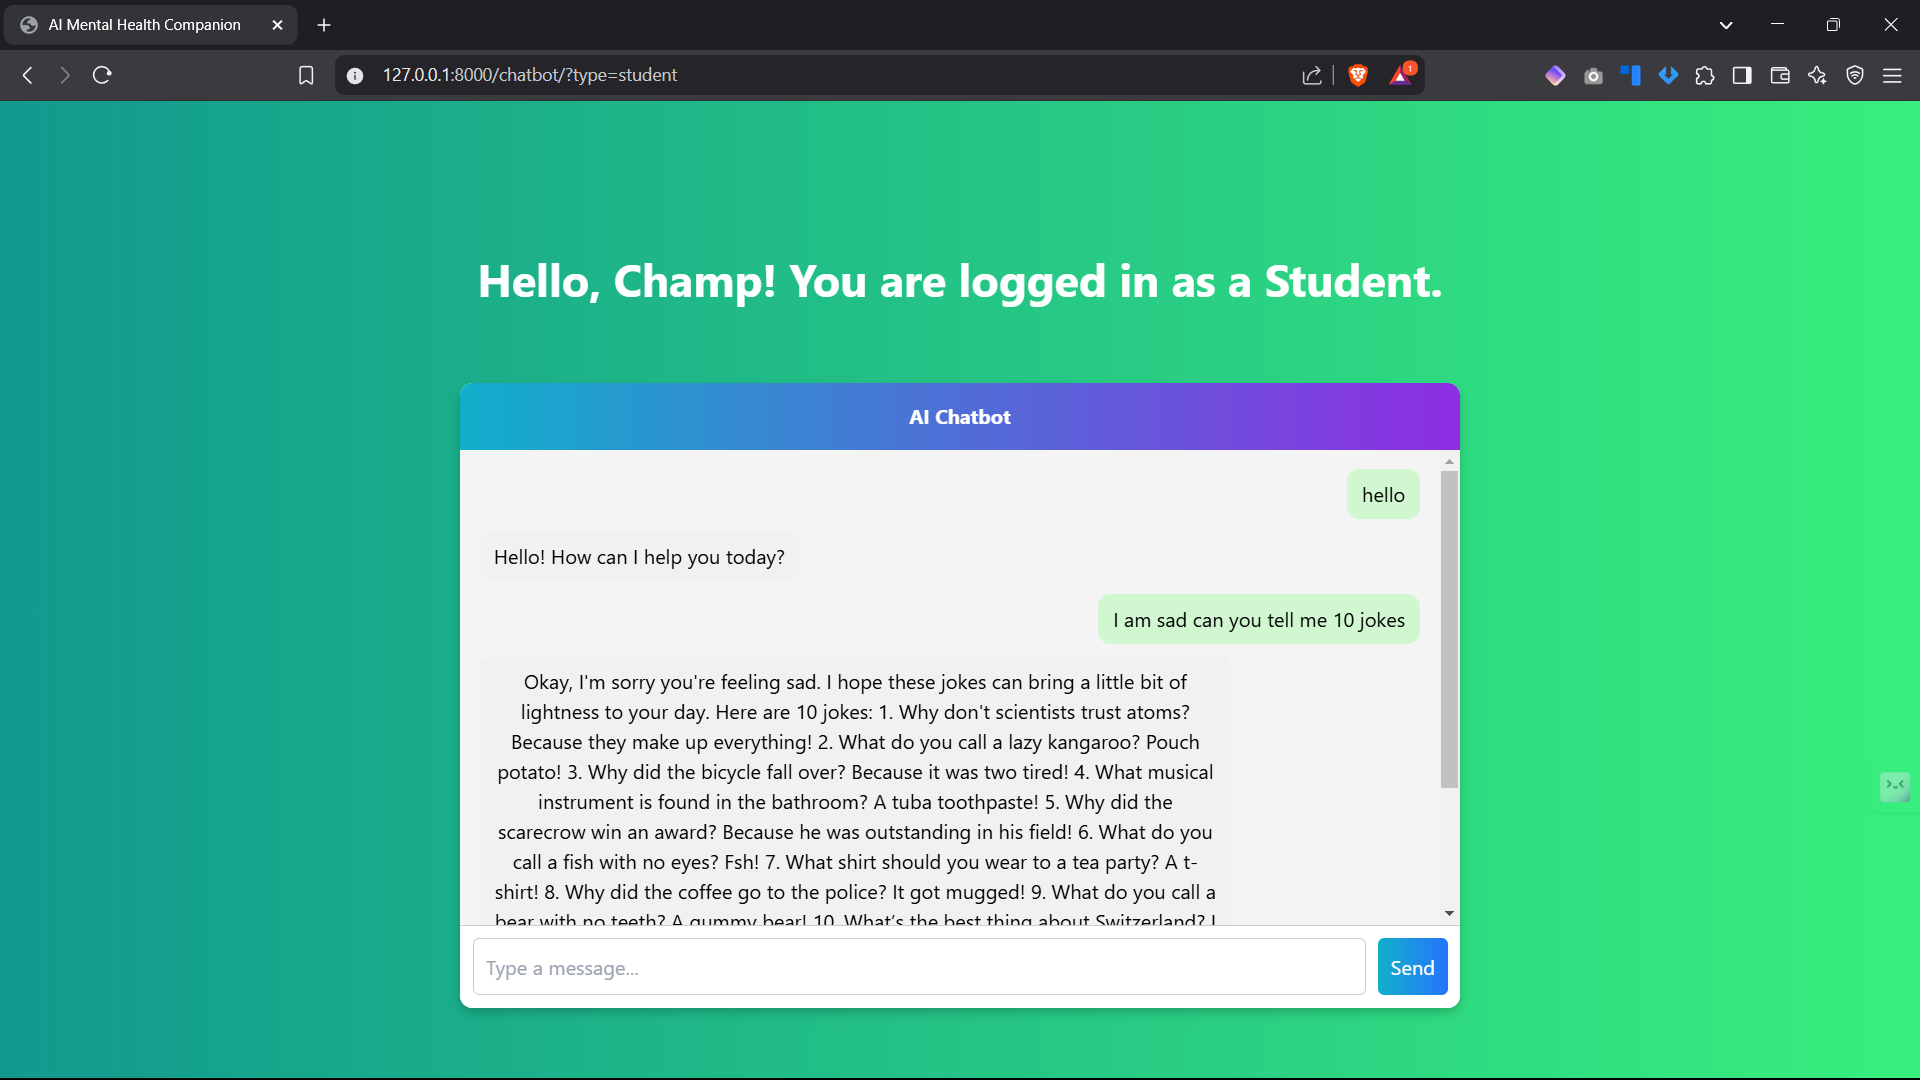 AI Mental Health Companion
127.0.0.1:8000/chatbot/?type=student
1
Hello, Champ! You are logged in as a Student.
AI Chatbot
hello
Hello! How can I help you today?
I am sad can you tell me 10 jokes
Okay, I'm sorry you're feeling sad. I hope these jokes can bring a little bit of
lightness to your day. Here are 10 jokes: 1. Why don't scientists trust atoms?
Because they make up everything! 2. What do you call a lazy kangaroo? Pouch
potato! 3. Why did the bicycle fall over? Because it was two tired! 4. What musical
instrument is found in the bathroom? A tuba toothpaste! 5. Why did the
scarecrow win an award? Because he was outstanding in his field! 6. What do you
call a fish with no eyes? Fsh! 7. What shirt should you wear to a tea party? A t-
shirt! 8. Why did the coffee go to the police? It got mugged! 9. What do you call a
bear with no teeth? A gummy bear! 10. What's the best thing about Switzerland? I
Type a message...
Send